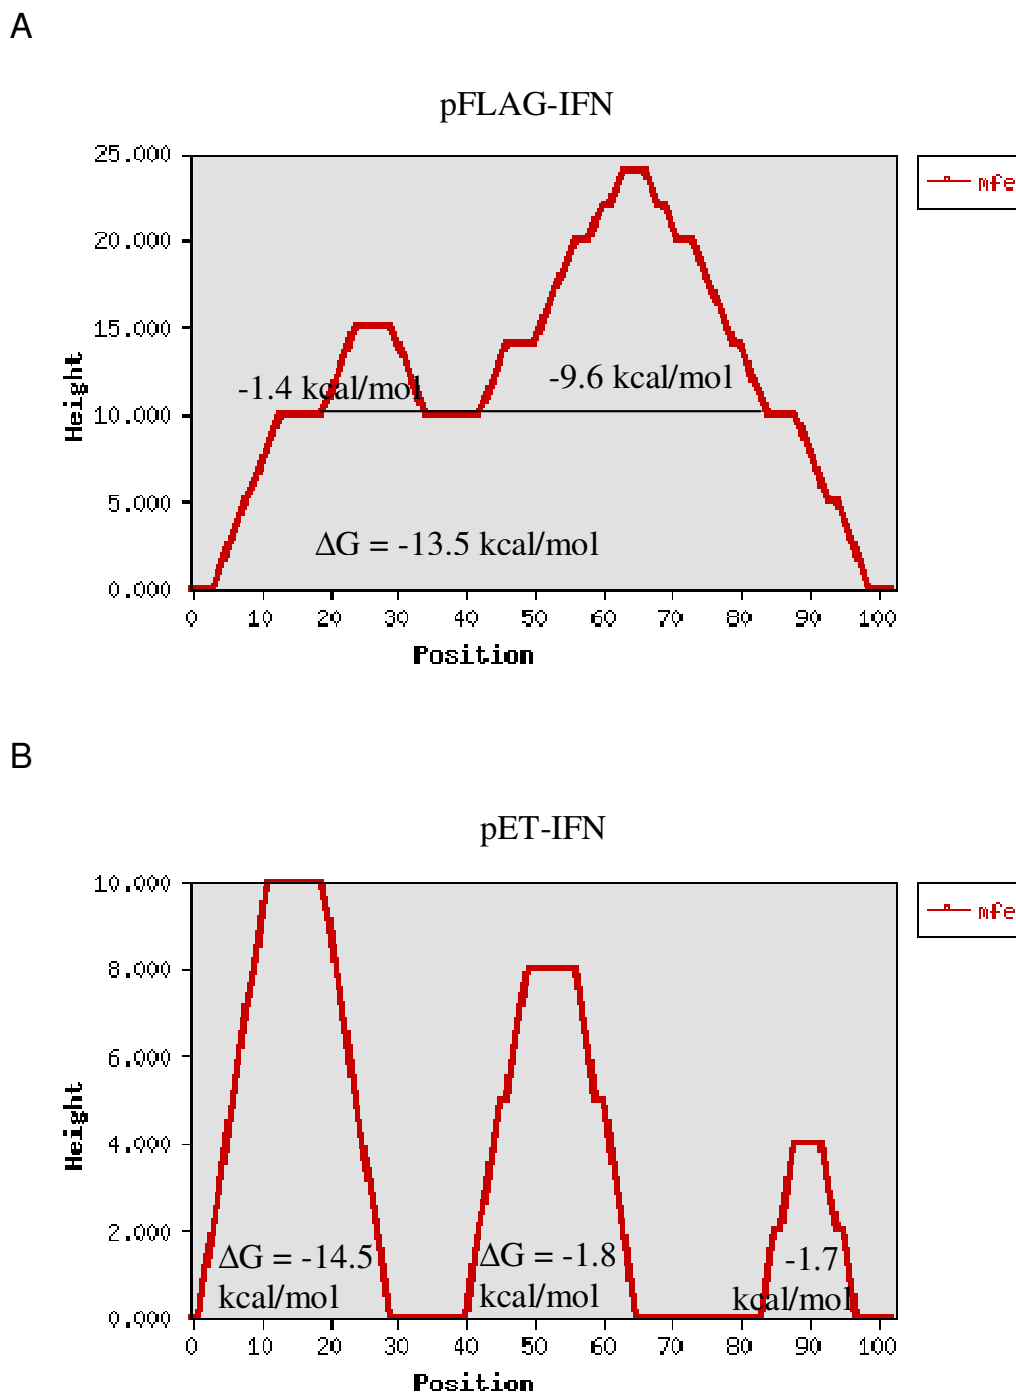 A
pFLAG-IFN
25.000
20.000
15.000
10.000
5.000
0.000
Height
mfe
-1.4 kcal/mol
-9.6 kcal/mol
ΔG = -13.5 kcal/mol
0 10 20 30 40 50 60 70 80 90 100
Position
B
pET-IFN
10.000
8.000
6.000
4.000
2.000
0.000
Height
mfe
ΔG = -14.5
kcal/mol
ΔG = -1.8
kcal/mol
-1.7
kcal/mol
0 10 20 30 40 50 60 70 80 90 100
Position